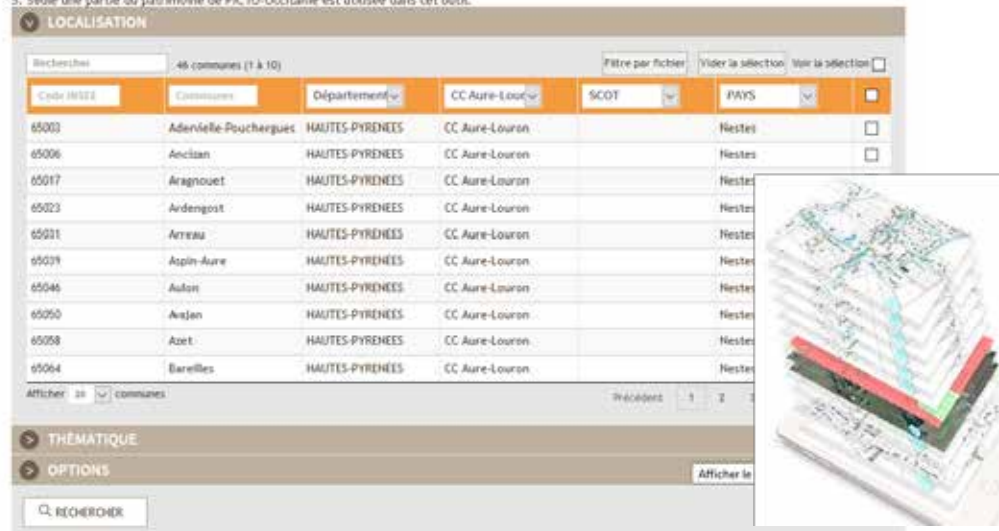 LOCALISATION
Rechercher 46 communes (1 à 10) Filtre par fichier Vider la sélection Voir la sélection
Code INSEE Communes Département CC Aure-Lour SCOT PAYS
65003 Adervielle-Pouchergues HAUTES-PYRENEES CC Aure-Louron Nestes
65006 Ancizan HAUTES-PYRENEES CC Aure-Louron Nestes
65017 Aragnouet HAUTES-PYRENEES CC Aure-Louron Nestes
65023 Ardengost HAUTES-PYRENEES CC Aure-Louron Nestes
65031 Arreau HAUTES-PYRENEES CC Aure-Louron Nestes
65039 Aspin-Aure HAUTES-PYRENEES CC Aure-Louron Nestes
65046 Aulon HAUTES-PYRENEES CC Aure-Louron Nestes
65050 Avajan HAUTES-PYRENEES CC Aure-Louron Nestes
65058 Azet HAUTES-PYRENEES CC Aure-Louron Nestes
65064 Bareilles HAUTES-PYRENEES CC Aure-Louron Nestes
Afficher 10 communes Précédent 1 2
THÉMATIQUE
OPTIONS
Afficher le
RECHERCHER